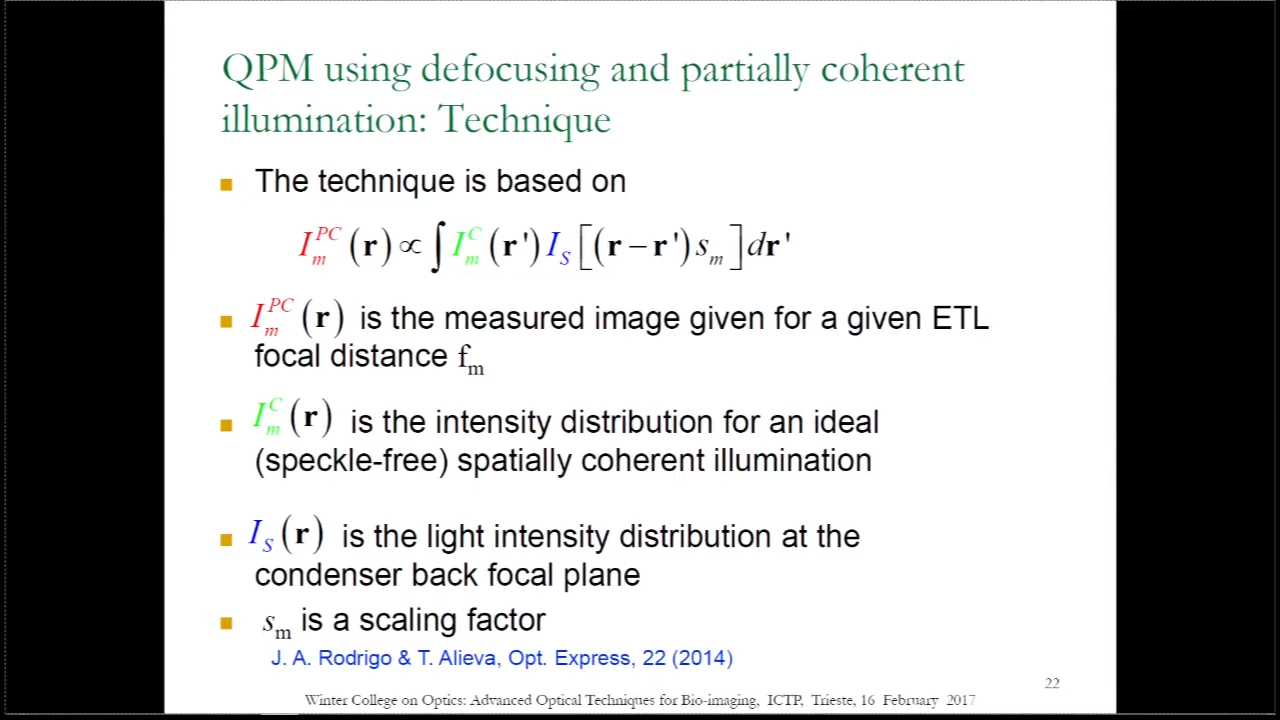 QPM using defocusing and partially coherent
illumination: Technique
■ The technique is based on
I_m^{PC}(r) ∝ ∫ I_m^C(r') I_S[(r − r') s_m] dr'
■ I_m^{PC}(r) is the measured image given for a given ETL
focal distance f_m
■ I_m^C(r) is the intensity distribution for an ideal
(speckle-free) spatially coherent illumination
■ I_S(r) is the light intensity distribution at the
condenser back focal plane
■ s_m is a scaling factor
J. A. Rodrigo & T. Alieva, Opt. Express, 22 (2014)
22
Winter College on Optics: Advanced Optical Techniques for Bio-imaging, ICTP, Trieste, 16 February 2017